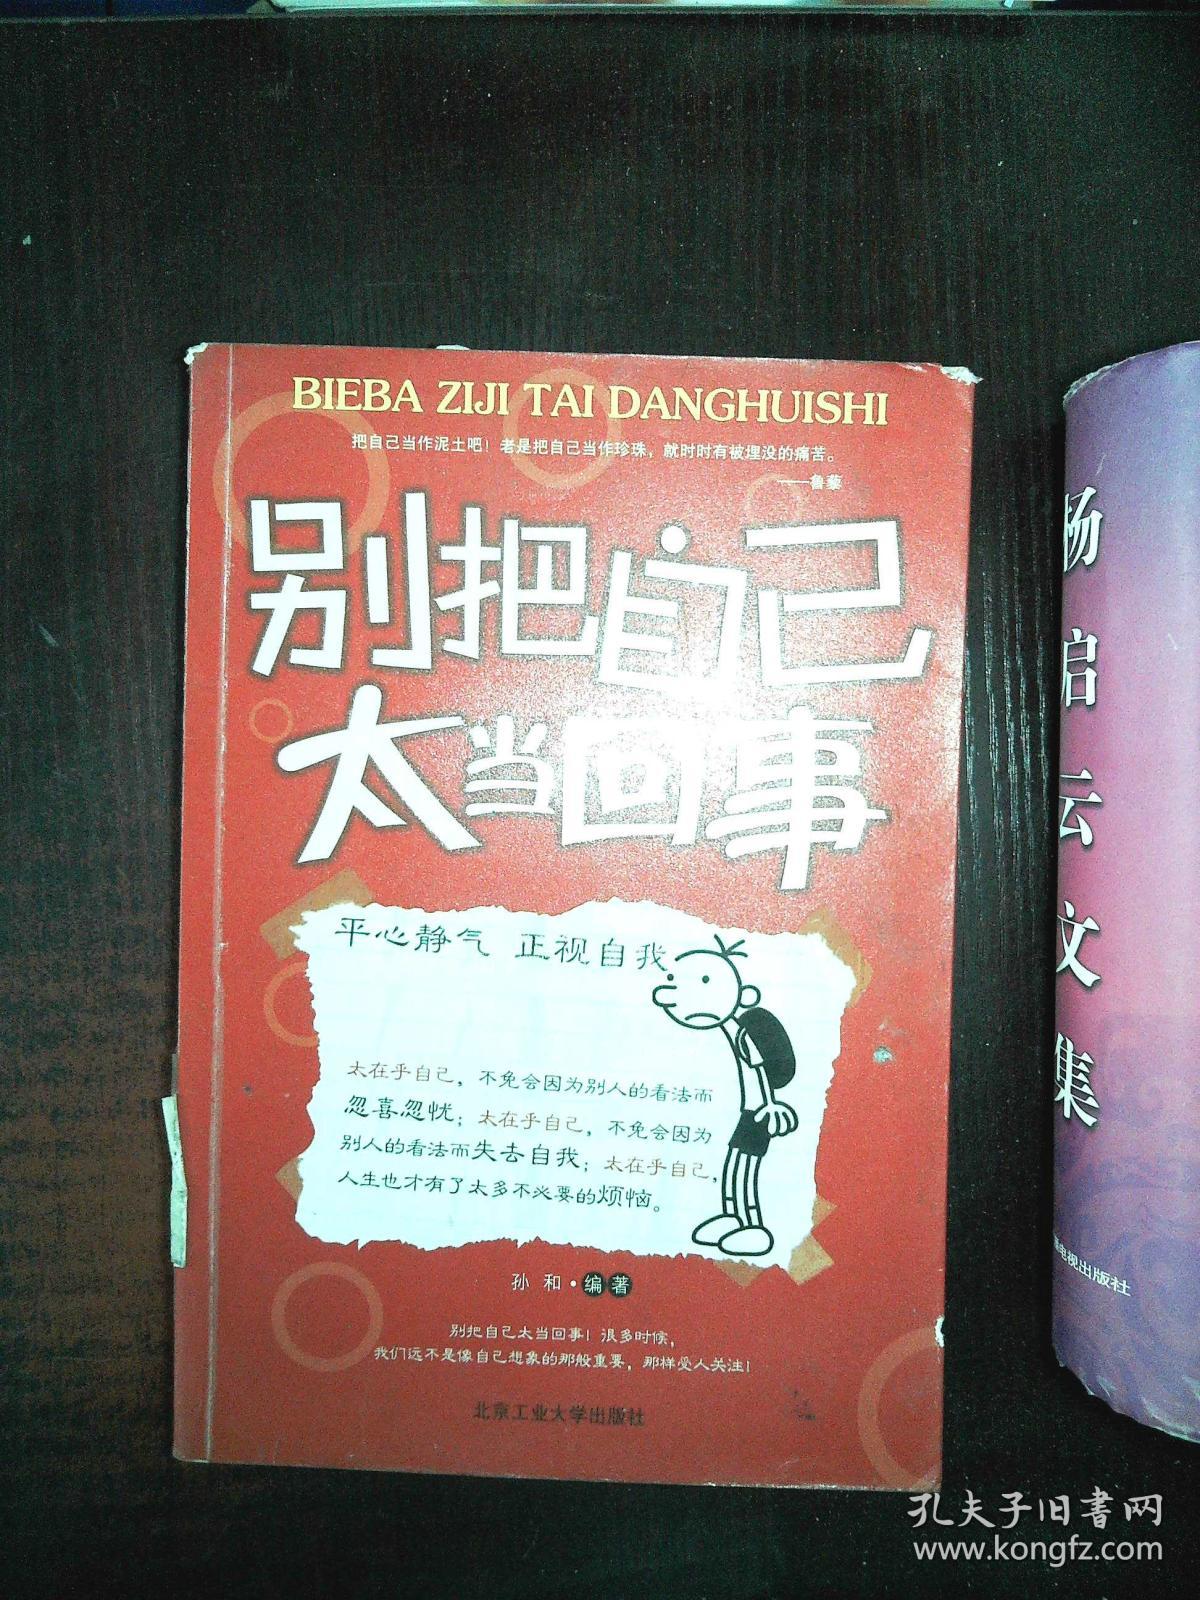 BIEBA ZIJI TAI DANGHUISHI
把自己当作泥土吧！老是把自己当作珍珠，就时时有被埋没的痛苦。
——鲁藜
别把自己
太当回事
平心静气 正视自我
太在乎自己，不免会因为别人的看法而
忽喜忽忧；太在乎自己，不免会因为
别人的看法而失去自我；太在乎自己，
人生也才有了太多不必要的烦恼。
孙 和·编著
别把自己太当回事！很多时候，
我们远不是像自己想象的那般重要，那样受人关注！
北京工业大学出版社
杨启云文集
电视出版社
孔夫子旧书网
www.kongfz.com